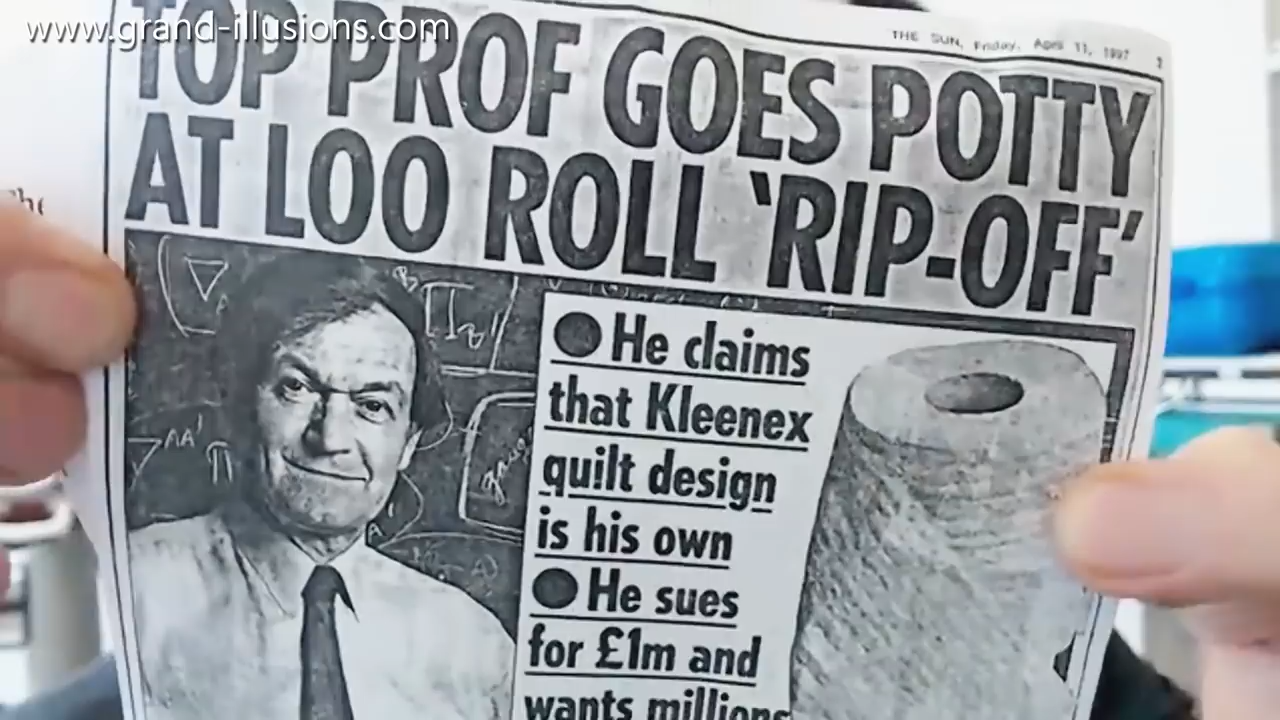 www.grand-illusions.com
THE SUN, Friday, April 11, 1997
TOP PROF GOES POTTY
AT LOO ROLL 'RIP-OFF'
● He claims
that Kleenex
quilt design
is his own
● He sues
for £1m and
wants millions